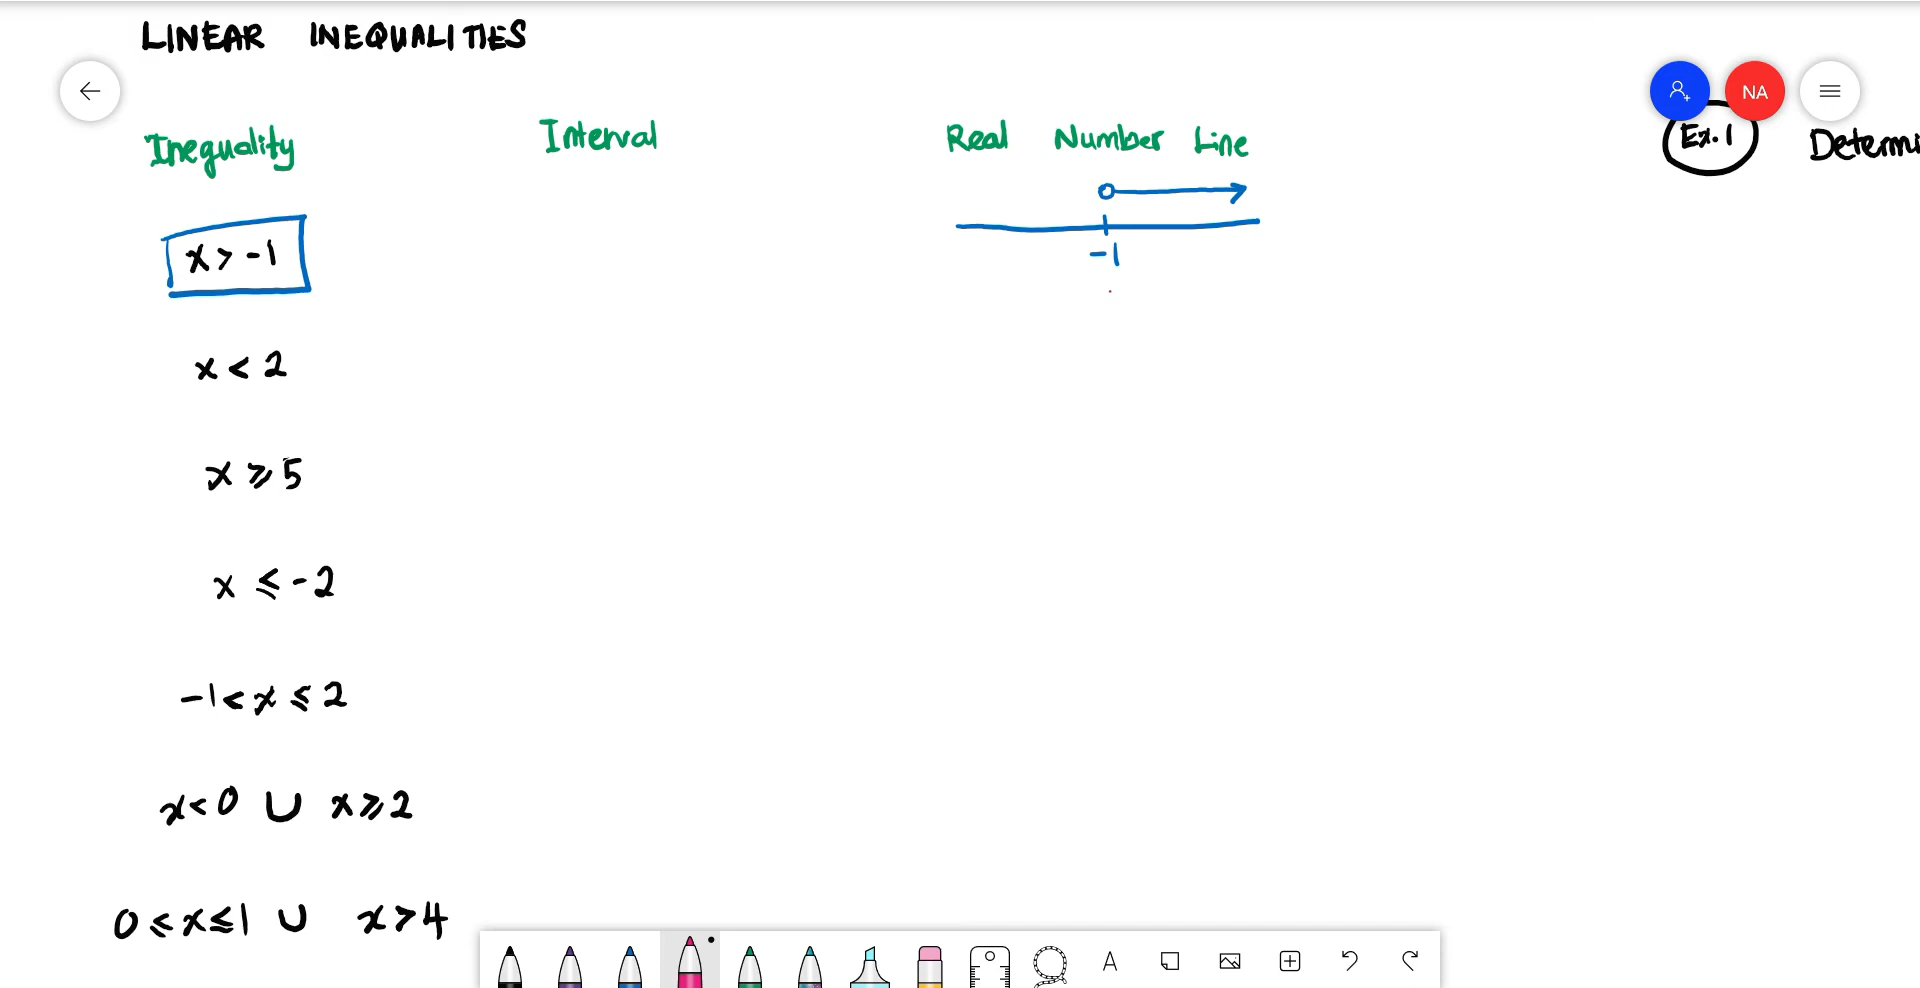 LINEAR INEQUALITIES
NA
Inequality Interval Real Number Line Ex.1 Determi
x > -1
-1
x < 2
x ⩾ 5
x ⩽ -2
-1 < x ⩽ 2
x < 0 ∪ x ⩾ 2
0 ⩽ x ≤ 1 ∪ x > 4
A